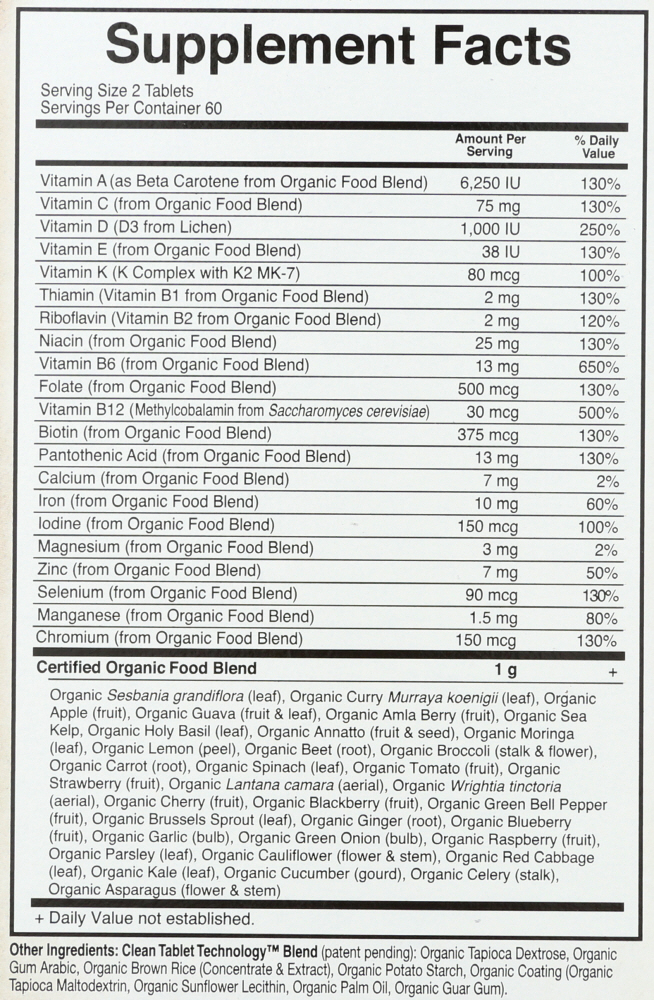 Supplement Facts
Serving Size 2 Tablets
Servings Per Container 60
Amount Per Serving % Daily Value
Vitamin A (as Beta Carotene from Organic Food Blend) 6,250 IU 130%
Vitamin C (from Organic Food Blend) 75 mg 130%
Vitamin D (D3 from Lichen) 1,000 IU 250%
Vitamin E (from Organic Food Blend) 38 IU 130%
Vitamin K (K Complex with K2 MK-7) 80 mcg 100%
Thiamin (Vitamin B1 from Organic Food Blend) 2 mg 130%
Riboflavin (Vitamin B2 from Organic Food Blend) 2 mg 120%
Niacin (from Organic Food Blend) 25 mg 130%
Vitamin B6 (from Organic Food Blend) 13 mg 650%
Folate (from Organic Food Blend) 500 mcg 130%
Vitamin B12 (Methylcobalamin from Saccharomyces cerevisiae) 30 mcg 500%
Biotin (from Organic Food Blend) 375 mcg 130%
Pantothenic Acid (from Organic Food Blend) 13 mg 130%
Calcium (from Organic Food Blend) 7 mg 2%
Iron (from Organic Food Blend) 10 mg 60%
Iodine (from Organic Food Blend) 150 mcg 100%
Magnesium (from Organic Food Blend) 3 mg 2%
Zinc (from Organic Food Blend) 7 mg 50%
Selenium (from Organic Food Blend) 90 mcg 130%
Manganese (from Organic Food Blend) 1.5 mg 80%
Chromium (from Organic Food Blend) 150 mcg 130%
Certified Organic Food Blend 1 g +
Organic Sesbania grandiflora (leaf), Organic Curry Murraya koenigii (leaf), Organic
Apple (fruit), Organic Guava (fruit & leaf), Organic Amla Berry (fruit), Organic Sea
Kelp, Organic Holy Basil (leaf), Organic Annatto (fruit & seed), Organic Moringa
(leaf), Organic Lemon (peel), Organic Beet (root), Organic Broccoli (stalk & flower),
Organic Carrot (root), Organic Spinach (leaf), Organic Tomato (fruit), Organic
Strawberry (fruit), Organic Lantana camara (aerial), Organic Wrightia tinctoria
(aerial), Organic Cherry (fruit), Organic Blackberry (fruit), Organic Green Bell Pepper
(fruit), Organic Brussels Sprout (leaf), Organic Ginger (root), Organic Blueberry
(fruit), Organic Garlic (bulb), Organic Green Onion (bulb), Organic Raspberry (fruit),
Organic Parsley (leaf), Organic Cauliflower (flower & stem), Organic Red Cabbage
(leaf), Organic Kale (leaf), Organic Cucumber (gourd), Organic Celery (stalk),
Organic Asparagus (flower & stem)
+ Daily Value not established.
Other Ingredients: Clean Tablet Technology™ Blend (patent pending): Organic Tapioca Dextrose, Organic
Gum Arabic, Organic Brown Rice (Concentrate & Extract), Organic Potato Starch, Organic Coating (Organic
Tapioca Maltodextrin, Organic Sunflower Lecithin, Organic Palm Oil, Organic Guar Gum).